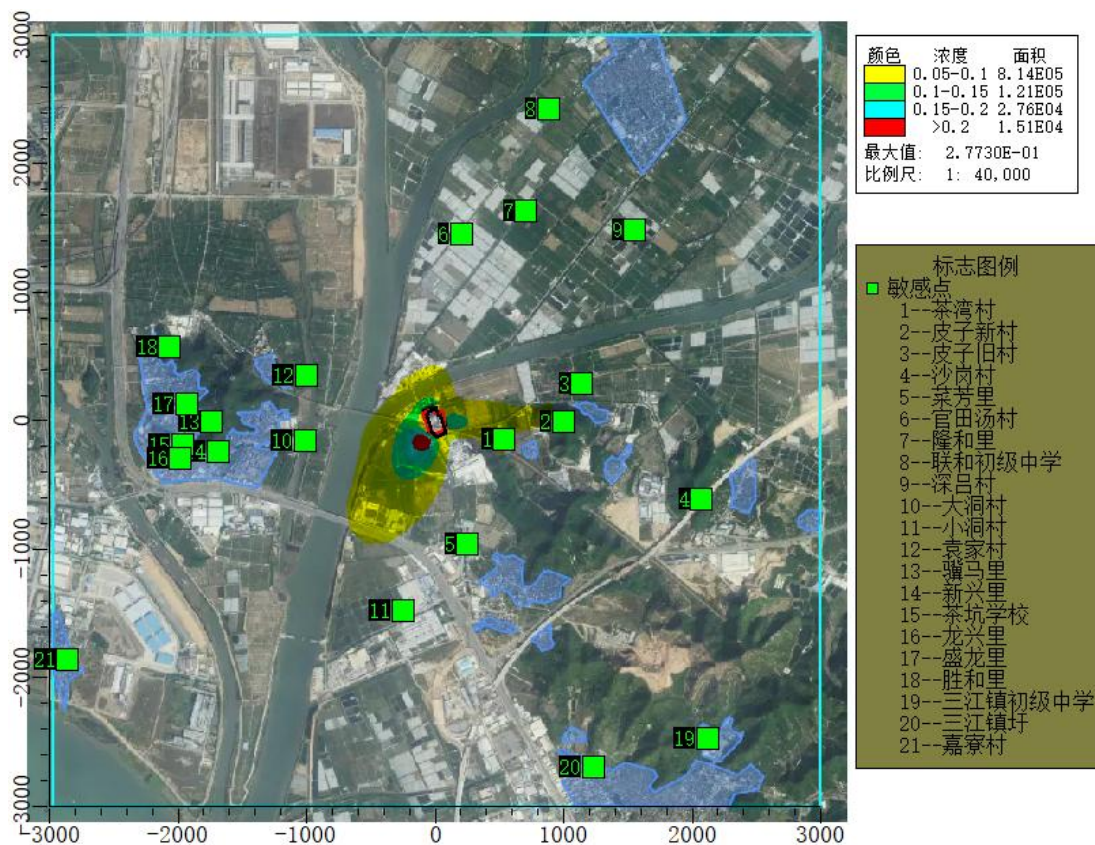 颜色 浓度 面积
0.05-0.1 8.14E05
0.1-0.15 1.21E05
0.15-0.2 2.76E04
>0.2 1.51E04
最大值: 2.7730E-01
比例尺: 1: 40,000
标志图例
敏感点
1--茶湾村
2--皮子新村
3--皮子旧村
4--沙岗村
5--菜芳里
6--官田汤村
7--隆和里
8--联和初级中学
9--深吕村
10--大洞村
11--小洞村
12--袁家村
13--骥马里
14--新兴里
15--茶坑学校
16--龙兴里
17--盛龙里
18--胜和里
19--三江镇初级中学
20--三江镇圩
21--嘉寮村
3000
2000
1000
0
-1000
-2000
-3000
-3000 -2000 -1000 0 1000 2000 3000
8
7
9
6
18
12
3
17
13
2
10
1
15
4
16
4
5
11
21
19
20